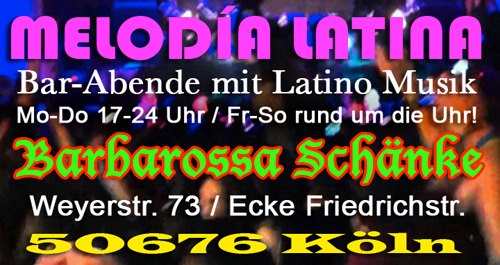 MELODÍA LATINA
Bar-Abende mit Latino Musik
Mo-Do 17-24 Uhr / Fr-So rund um die Uhr!
Barbarossa Schänke
Weyerstr. 73 / Ecke Friedrichstr.
50676 Köln